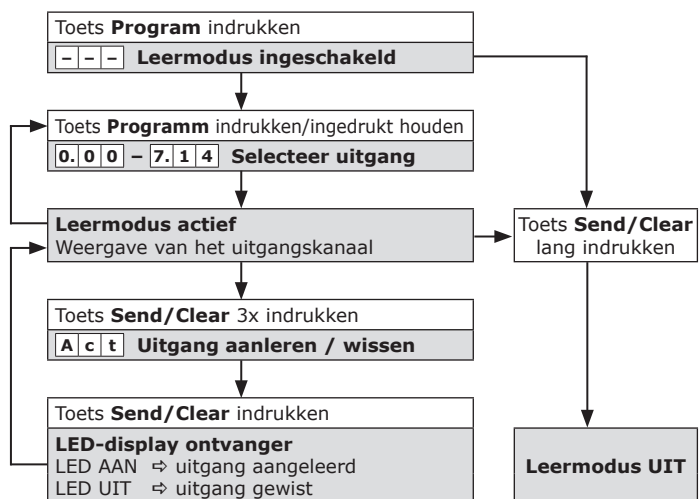 Toets Program indrukken
– – – Leermodus ingeschakeld
Toets Programm indrukken/ingedrukt houden
0. 0 0 – 7. 1 4 Selecteer uitgang
Leermodus actief
Weergave van het uitgangskanaal
Toets Send/Clear
lang indrukken
Toets Send/Clear 3x indrukken
A c t Uitgang aanleren / wissen
Toets Send/Clear indrukken
LED-display ontvanger
LED AAN ⇨ uitgang aangeleerd
LED UIT ⇨ uitgang gewist
Leermodus UIT